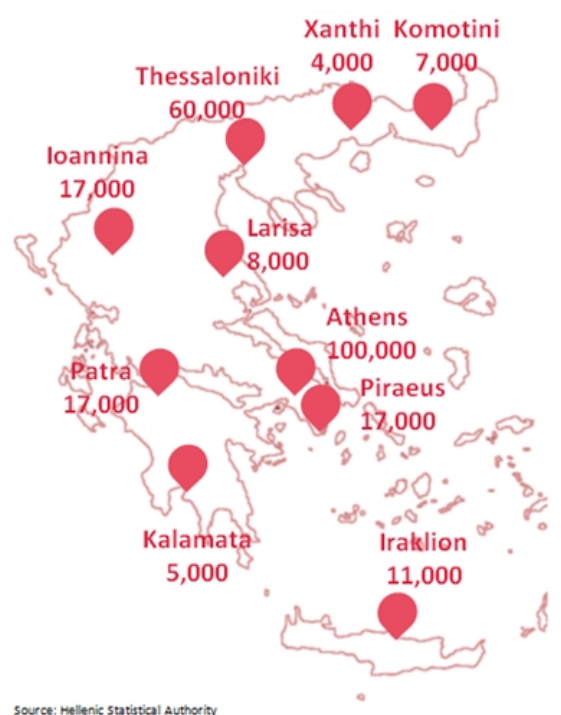 Xanthi
4,000
Komotini
7,000
Thessaloniki
60,000
Ioannina
17,000
Larisa
8,000
Athens
100,000
Patra
17,000
Piraeus
17,000
Kalamata
5,000
Iraklion
11,000
Source: Hellenic Statistical Authority